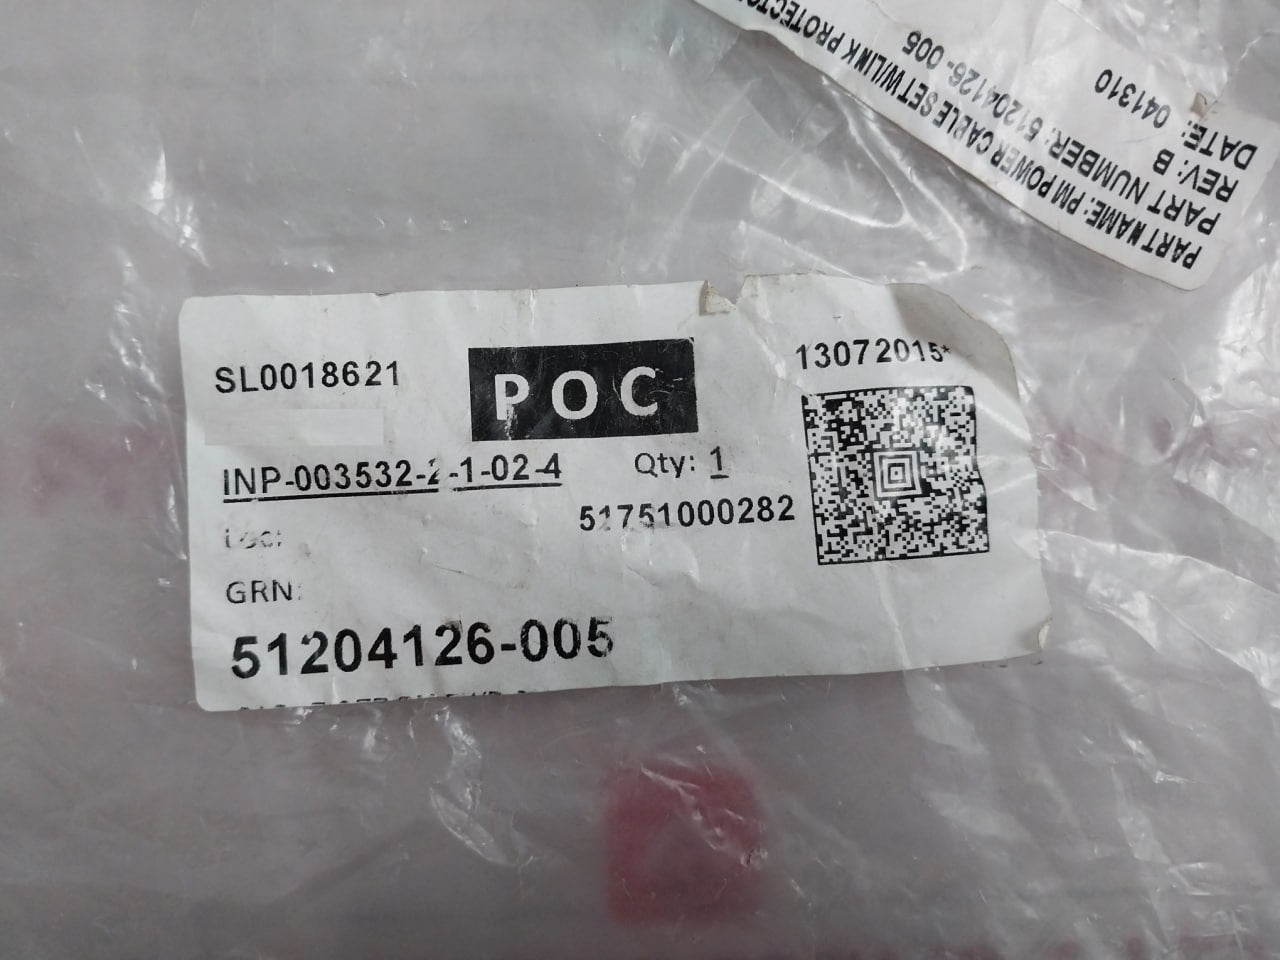 PART NAME: PM POWER CABLE SET W/LINK PROTECTO
PART NUMBER: 51204126-005
REV: B
DATE: 041310
SL0018621
POC
13072015*
INP-003532-2-1-02-4
Qty: 1
51751000282
Loc:
GRN:
51204126-005